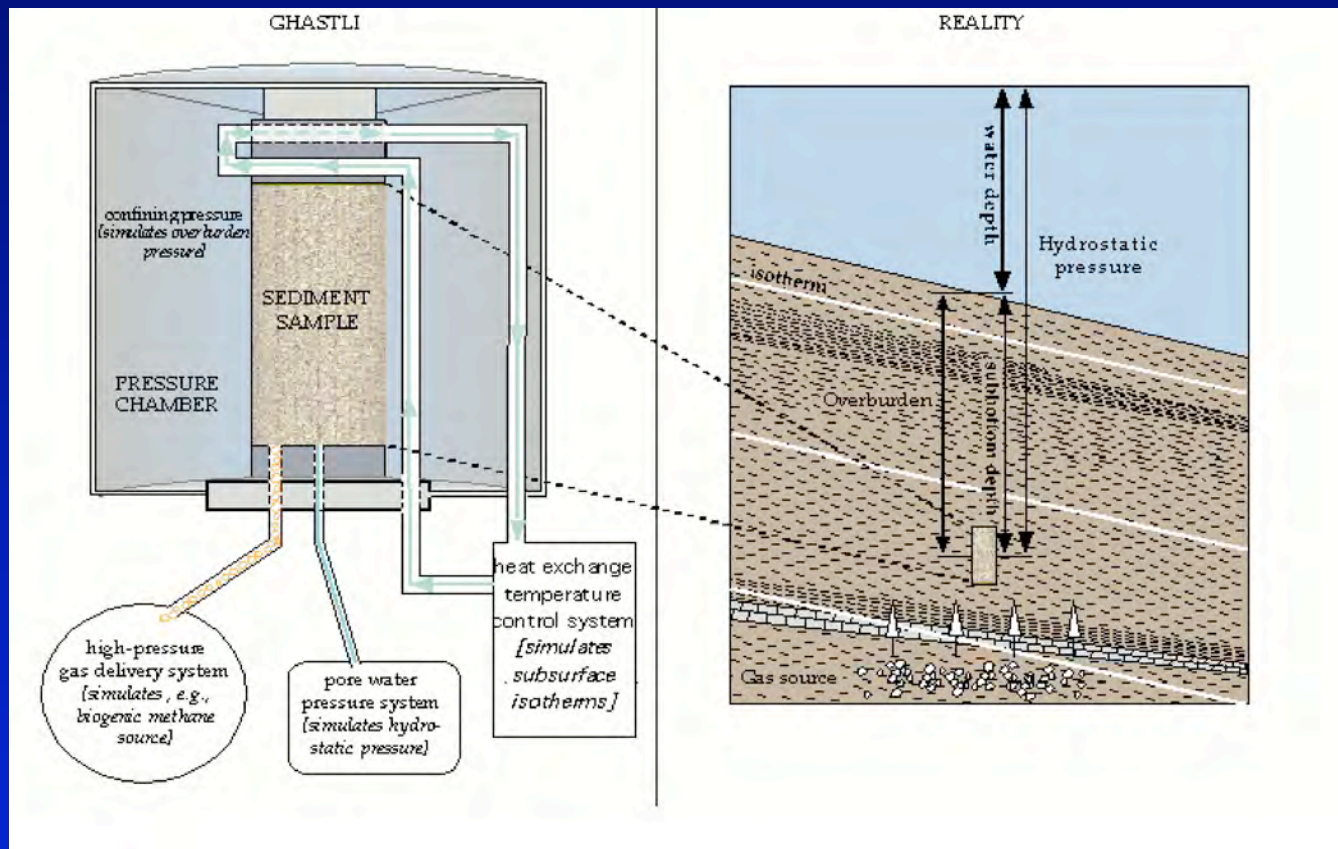 GHASTLI
confining pressure
[simulates overburden
pressure]
SEDIMENT
SAMPLE
PRESSURE
CHAMBER
heat exchange
temperature
control system
[simulates
subsurface
isotherms]
high-pressure
gas delivery system
[simulates, e.g.,
biogenic methane
source]
pore water
pressure system
[simulates hydro-
static pressure]
REALITY
water depth
Hydrostatic
pressure
isotherm
Overburden
subbottom depth
Gas source